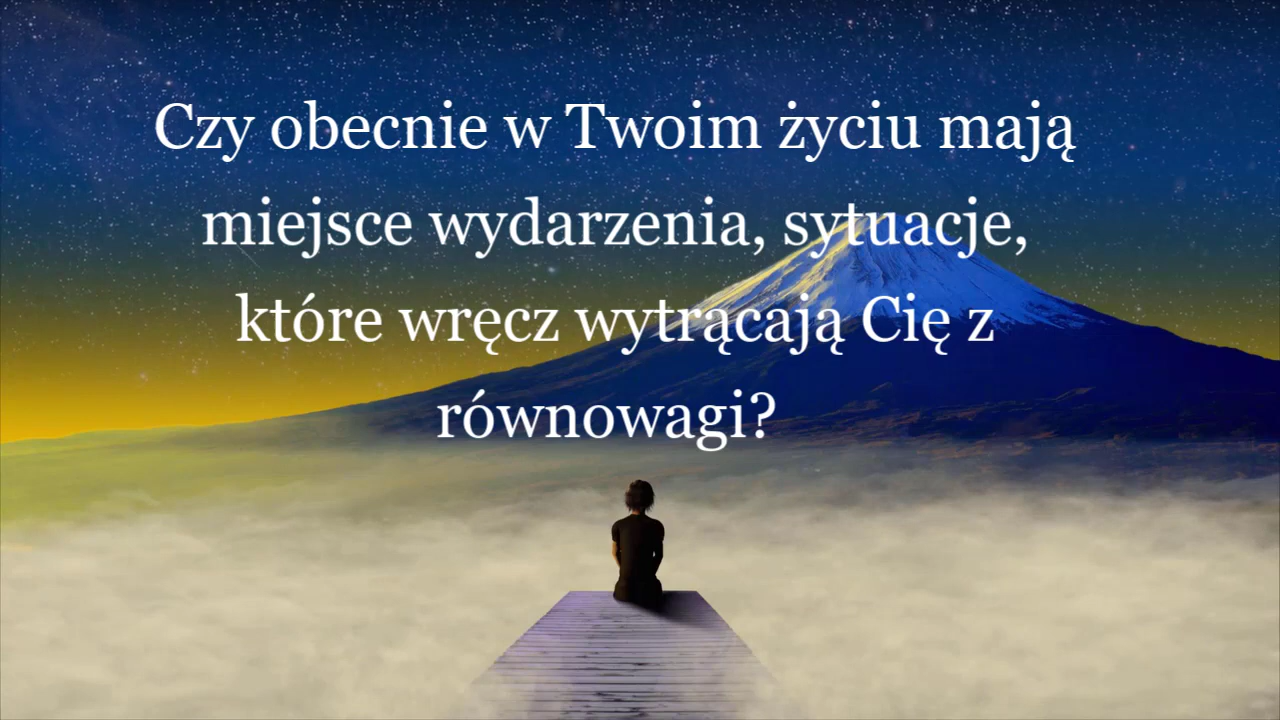 Czy obecnie w Twoim życiu mają
miejsce wydarzenia, sytuacje,
które wręcz wytrącają Cię z
równowagi?